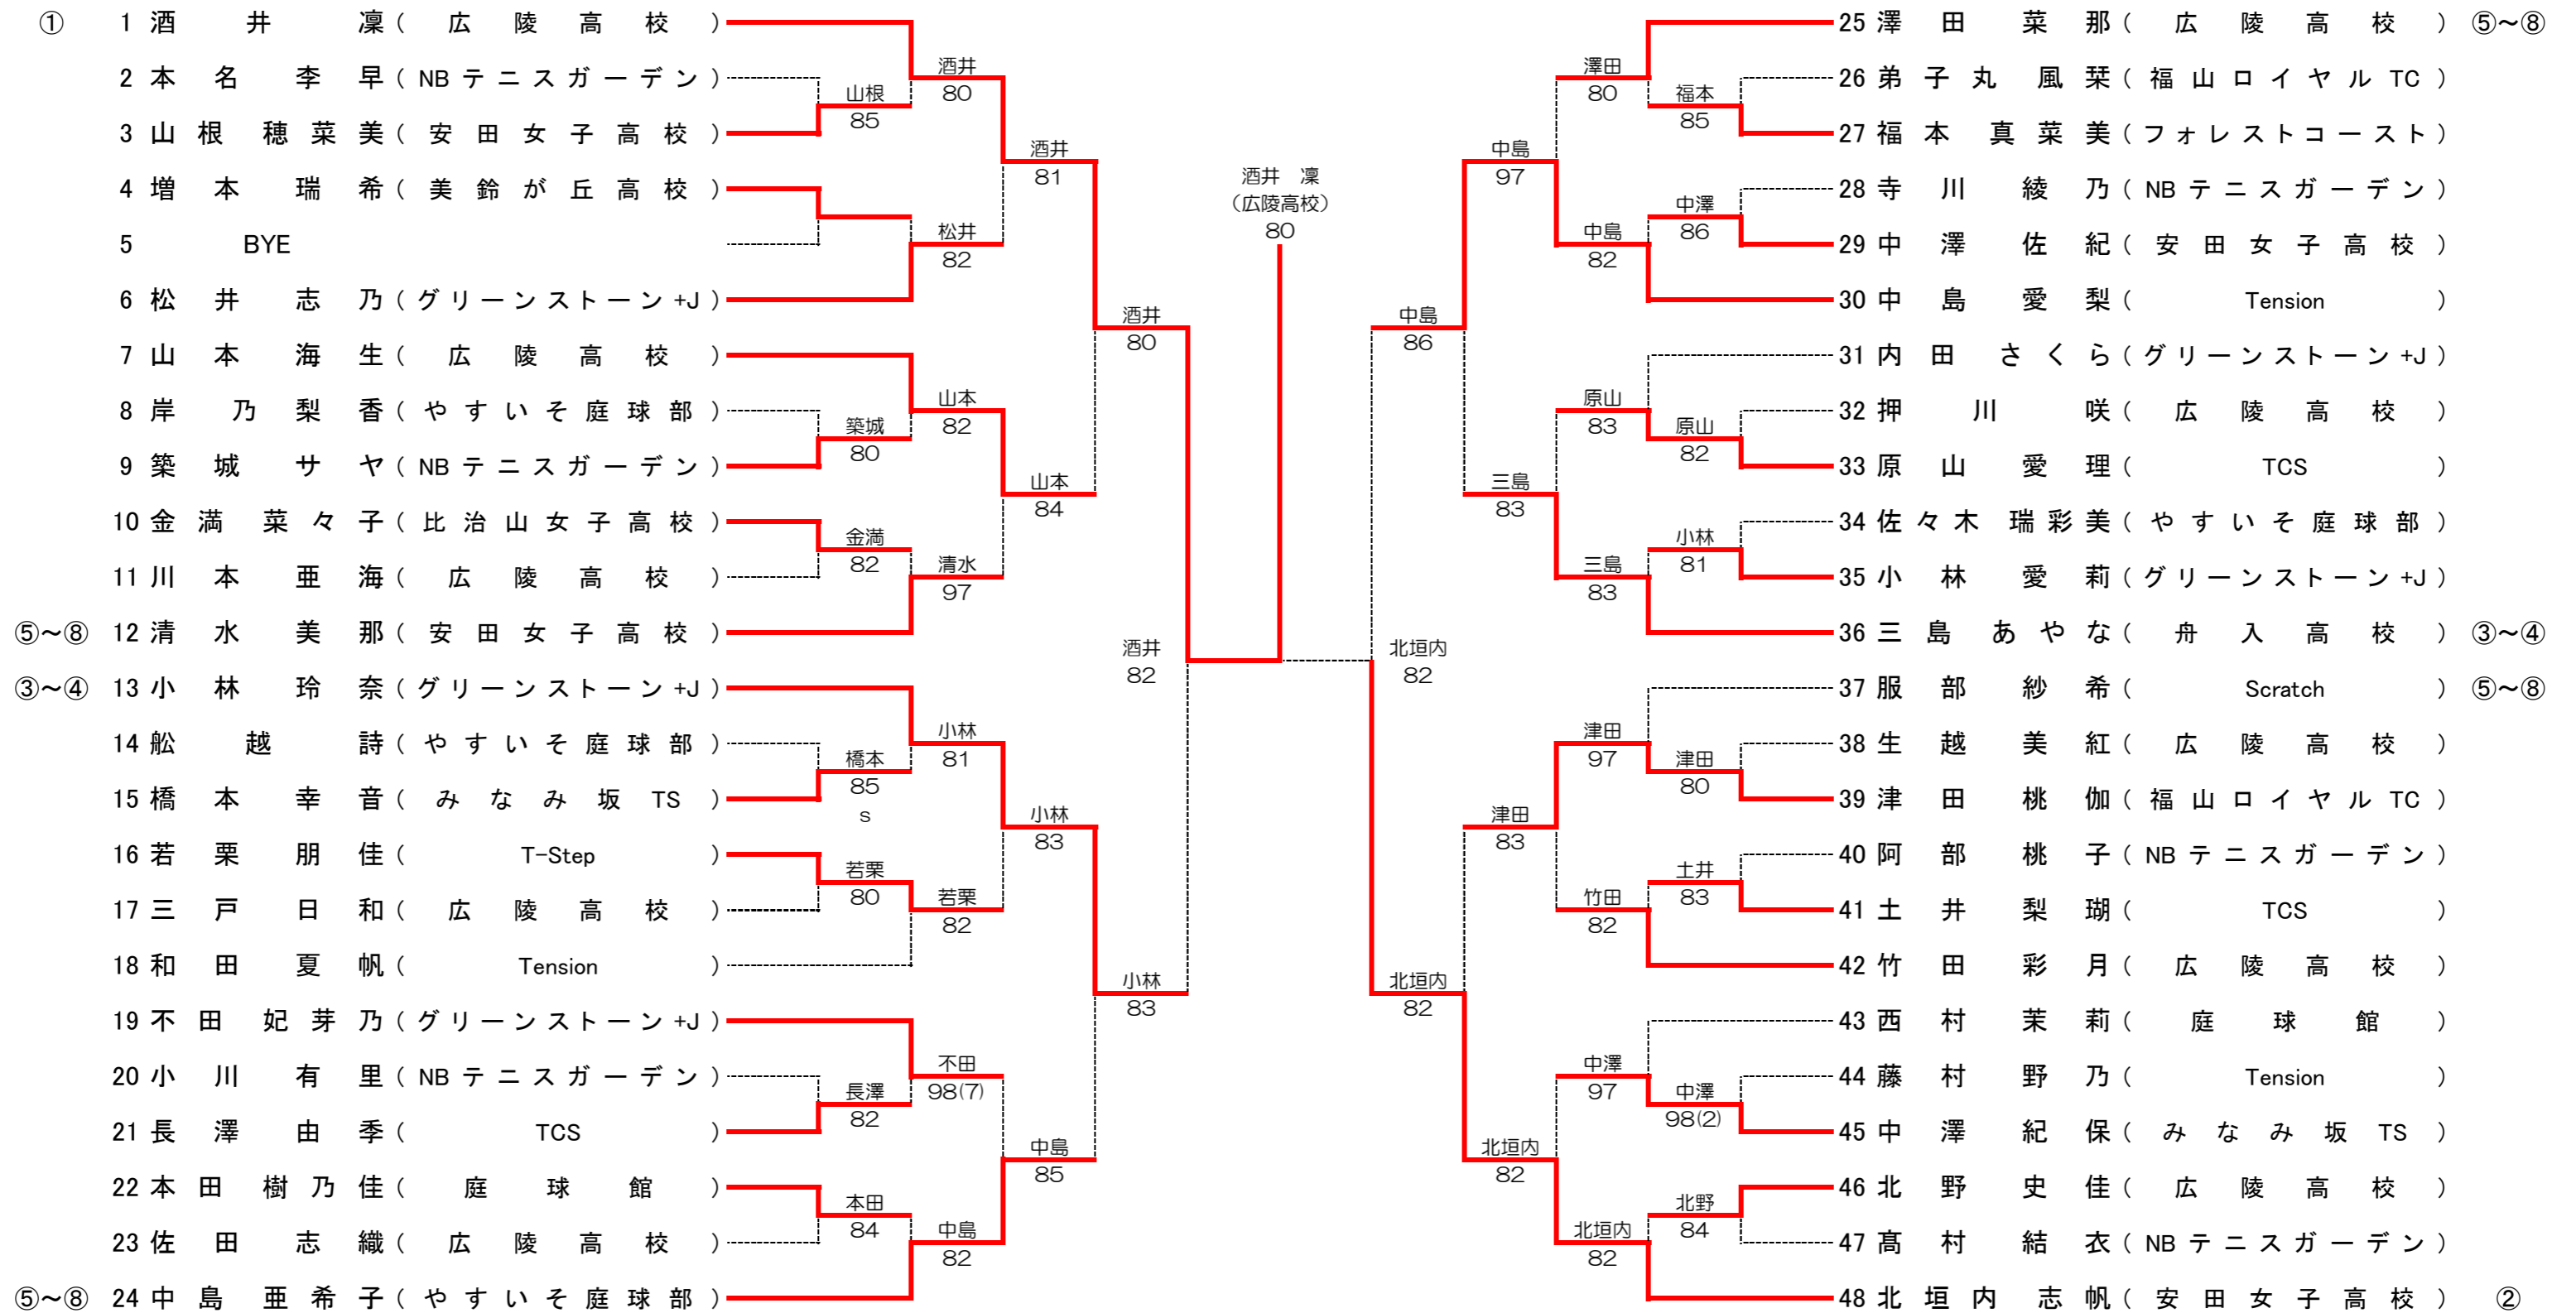 ① 1 酒井 凜 (広陵高校)
2 本名 李早 (NBテニスガーデン)
3 山根 穂菜美 (安田女子高校)
4 増本 瑞希 (美鈴が丘高校)
5 BYE
6 松井 志乃 (グリーンストーン+J)
7 山本 海生 (広陵高校)
8 岸 乃梨香 (やすいそ庭球部)
9 築城 サヤ (NBテニスガーデン)
10 金満 菜々子 (比治山女子高校)
11 川本 亜海 (広陵高校)
⑤～⑧ 12 清水 美那 (安田女子高校)
③～④ 13 小林 玲奈 (グリーンストーン+J)
14 舩越 詩 (やすいそ庭球部)
15 橋本 幸音 (みなみ坂TS)
16 若栗 朋佳 (T-Step)
17 三戸 日和 (広陵高校)
18 和田 夏帆 (Tension)
19 不田 妃芽乃 (グリーンストーン+J)
20 小川 有里 (NBテニスガーデン)
21 長澤 由季 (TCS)
22 本田 樹乃佳 (庭球館)
23 佐田 志織 (広陵高校)
⑤～⑧ 24 中島 亜希子 (やすいそ庭球部)
山根
85
築城
80
金満
82
橋本
85
s
若栗
80
長澤
82
本田
84
酒井
80
松井
82
山本
82
清水
97
小林
81
若栗
82
不田
98(7)
中島
82
酒井
81
山本
84
小林
83
中島
85
酒井
80
小林
83
酒井
82
酒井 凜
(広陵高校)
80
北垣内
82
中島
86
北垣内
82
中島
97
三島
83
津田
83
北垣内
82
澤田
80
中島
82
原山
83
三島
83
津田
97
竹田
82
中澤
97
北垣内
82
福本
85
中澤
86
原山
82
小林
81
津田
80
土井
83
中澤
98(2)
北野
84
25 澤田 菜那 (広陵高校) ⑤～⑧
26 弟子丸 風栞 (福山ロイヤルTC)
27 福本 真菜美 (フォレストコースト)
28 寺川 綾乃 (NBテニスガーデン)
29 中澤 佐紀 (安田女子高校)
30 中島 愛梨 (Tension)
31 内田 さくら (グリーンストーン+J)
32 押川 咲 (広陵高校)
33 原山 愛理 (TCS)
34 佐々木 瑞彩美 (やすいそ庭球部)
35 小林 愛莉 (グリーンストーン+J)
36 三島 あやな (舟入高校) ③～④
37 服部 紗希 (Scratch) ⑤～⑧
38 生越 美紅 (広陵高校)
39 津田 桃伽 (福山ロイヤルTC)
40 阿部 桃子 (NBテニスガーデン)
41 土井 梨瑚 (TCS)
42 竹田 彩月 (広陵高校)
43 西村 茉莉 (庭球館)
44 藤村 野乃 (Tension)
45 中澤 紀保 (みなみ坂TS)
46 北野 史佳 (広陵高校)
47 髙村 結衣 (NBテニスガーデン)
48 北垣内 志帆 (安田女子高校) ②